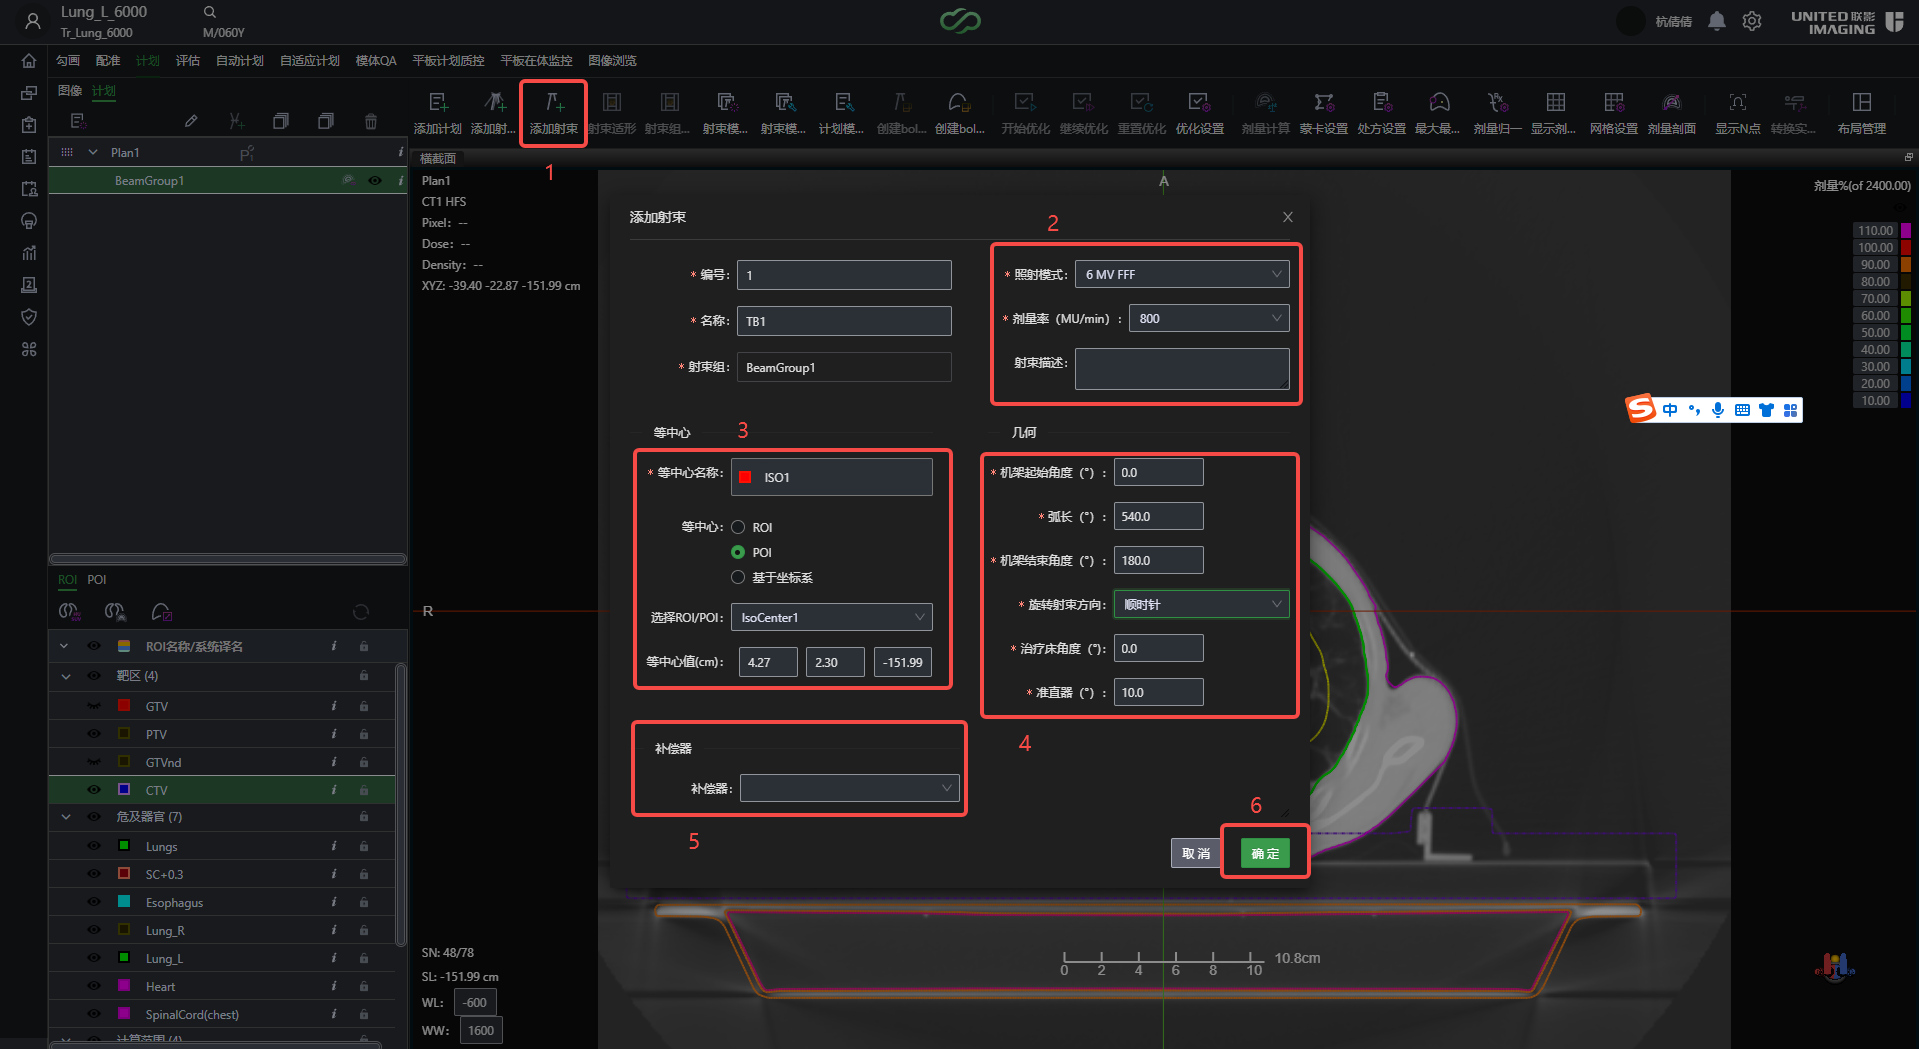 Lung_L_6000
Tr_Lung_6000
M/060Y
杭倩倩
UNITED 联影
IMAGING
勾画 配准 计划 评估 自动计划 自适应计划 模体QA 平板计划质控 平板在体监控 图像浏览
图像 计划
添加计划 添加射... 添加射束 射束适形 射束组... 射束模... 射束模... 计划模... 创建bol... 创建bol... 开始优化 继续优化 重置优化 优化设置 剂量计算 蒙卡设置 处方设置 最大最... 剂量归一 显示剂... 网格设置 剂量剖面 显示N点 转换实... 布局管理
1
Plan1
BeamGroup1
横截面
Plan1
CT1 HFS
Pixel: --
Dose: --
Density: --
XYZ: -39.40 -22.87 -151.99 cm
A
R
剂量%(of 2400.00)
110.00
100.00
90.00
80.00
70.00
60.00
50.00
40.00
30.00
20.00
10.00
中
添加射束
2
* 编号: 1
* 名称: TB1
* 射束组: BeamGroup1
* 照射模式: 6 MV FFF
* 剂量率（MU/min）: 800
射束描述:
等中心 3
* 等中心名称: ISO1
等中心: ROI
POI
基于坐标系
选择ROI/POI: IsoCenter1
等中心值(cm): 4.27 2.30 -151.99
几何
* 机架起始角度（°）: 0.0
* 弧长（°）: 540.0
* 机架结束角度（°）: 180.0
* 旋转射束方向: 顺时针
* 治疗床角度（°）: 0.0
* 准直器（°）: 10.0
4
补偿器
补偿器:
5
6
取消 确定
ROI POI
ROI名称/系统译名
靶区 (4)
GTV
PTV
GTVnd
CTV
危及器官 (7)
Lungs
SC+0.3
Esophagus
Lung_R
Lung_L
Heart
SpinalCord(chest)
计算范围 (4)
SN: 48/78
SL: -151.99 cm
WL: -600
WW: 1600
0 2 4 6 8 10 10.8cm